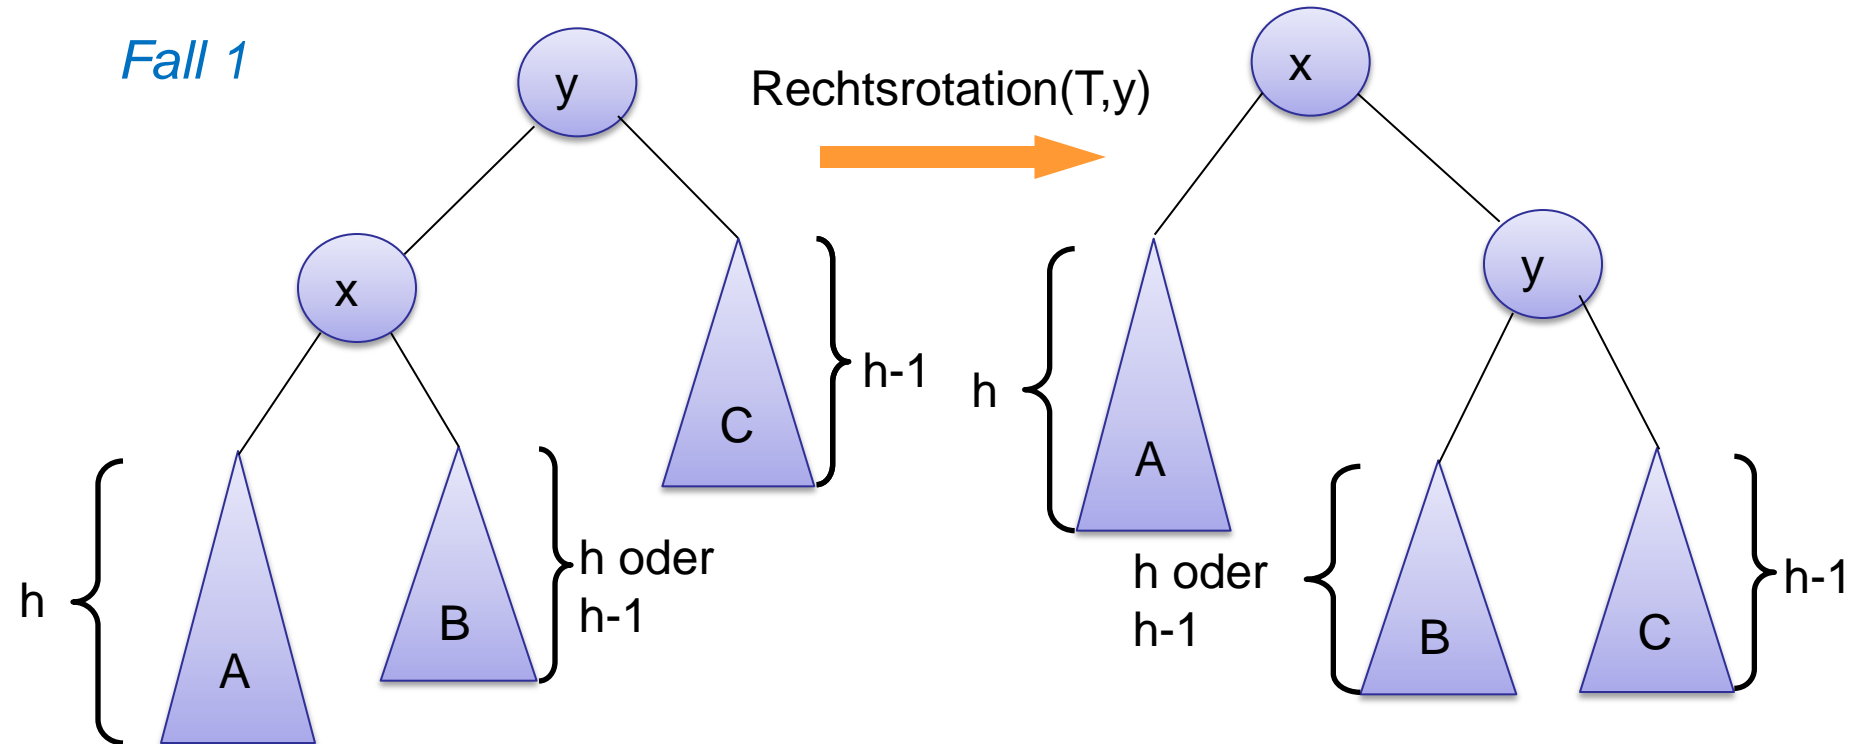 Fall 1
y
Rechtsrotation(T,y)
x
x
y
h-1
h
C
A
h oder
h-1
h
B
A
h oder
h-1
h-1
B
C